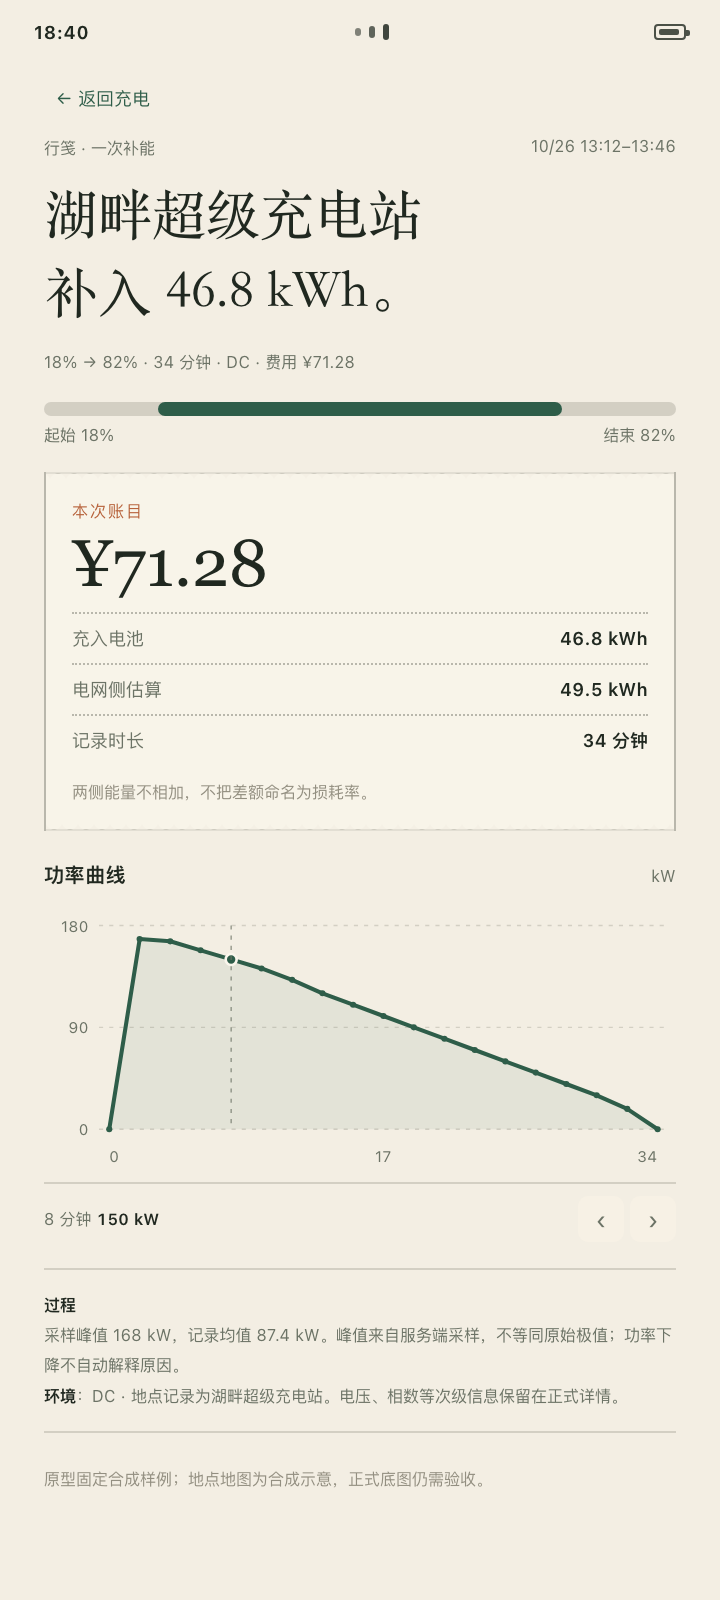 18:40
← 返回充电
行笺 · 一次补能
10/26 13:12–13:46
湖畔超级充电站
补入 46.8 kWh。
18% → 82% · 34 分钟 · DC · 费用 ¥71.28
起始 18%
结束 82%
本次账目
¥71.28
充入电池
46.8 kWh
电网侧估算
49.5 kWh
记录时长
34 分钟
两侧能量不相加，不把差额命名为损耗率。
功率曲线
kW
180
90
0
0
17
34
8 分钟 150 kW
‹
›
过程
采样峰值 168 kW，记录均值 87.4 kW。峰值来自服务端采样，不等同原始极值；功率下
降不自动解释原因。
环境：DC · 地点记录为湖畔超级充电站。电压、相数等次级信息保留在正式详情。
原型固定合成样例；地点地图为合成示意，正式底图仍需验收。